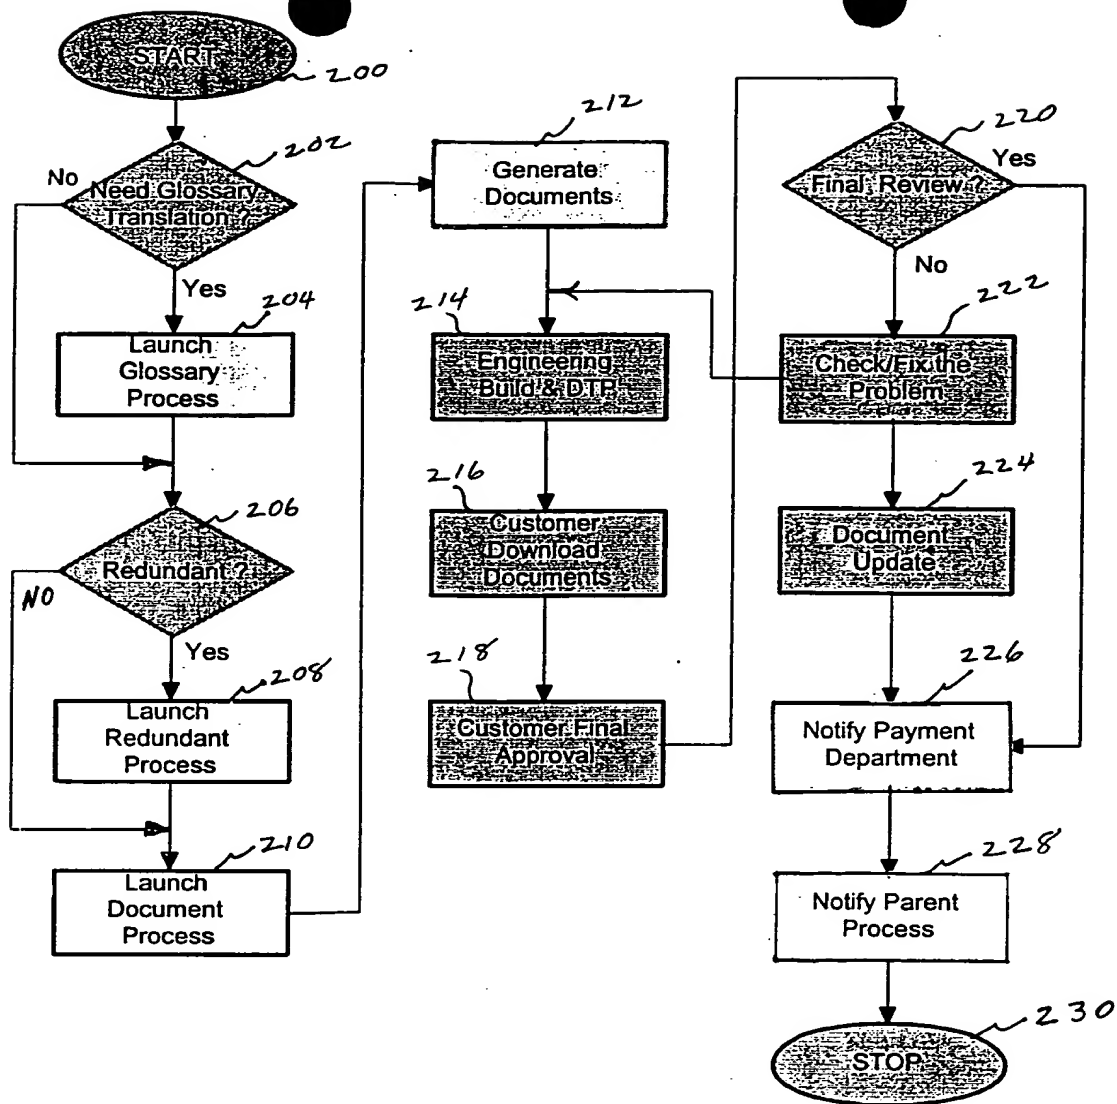 START
200
202
No
Need Glossary
Translation ?
Yes
204
Launch
Glossary
Process
206
Redundant ?
NO
Yes
208
Launch
Redundant
Process
210
Launch
Document
Process
212
Generate
Documents
214
Engineering
Build & DTP
216
Customer
Download
Documents
218
Customer Final
Approval
220
Yes
Final Review ?
No
222
Check/Fix the
Problem
224
Document
Update
226
Notify Payment
Department
228
Notify Parent
Process
230
STOP